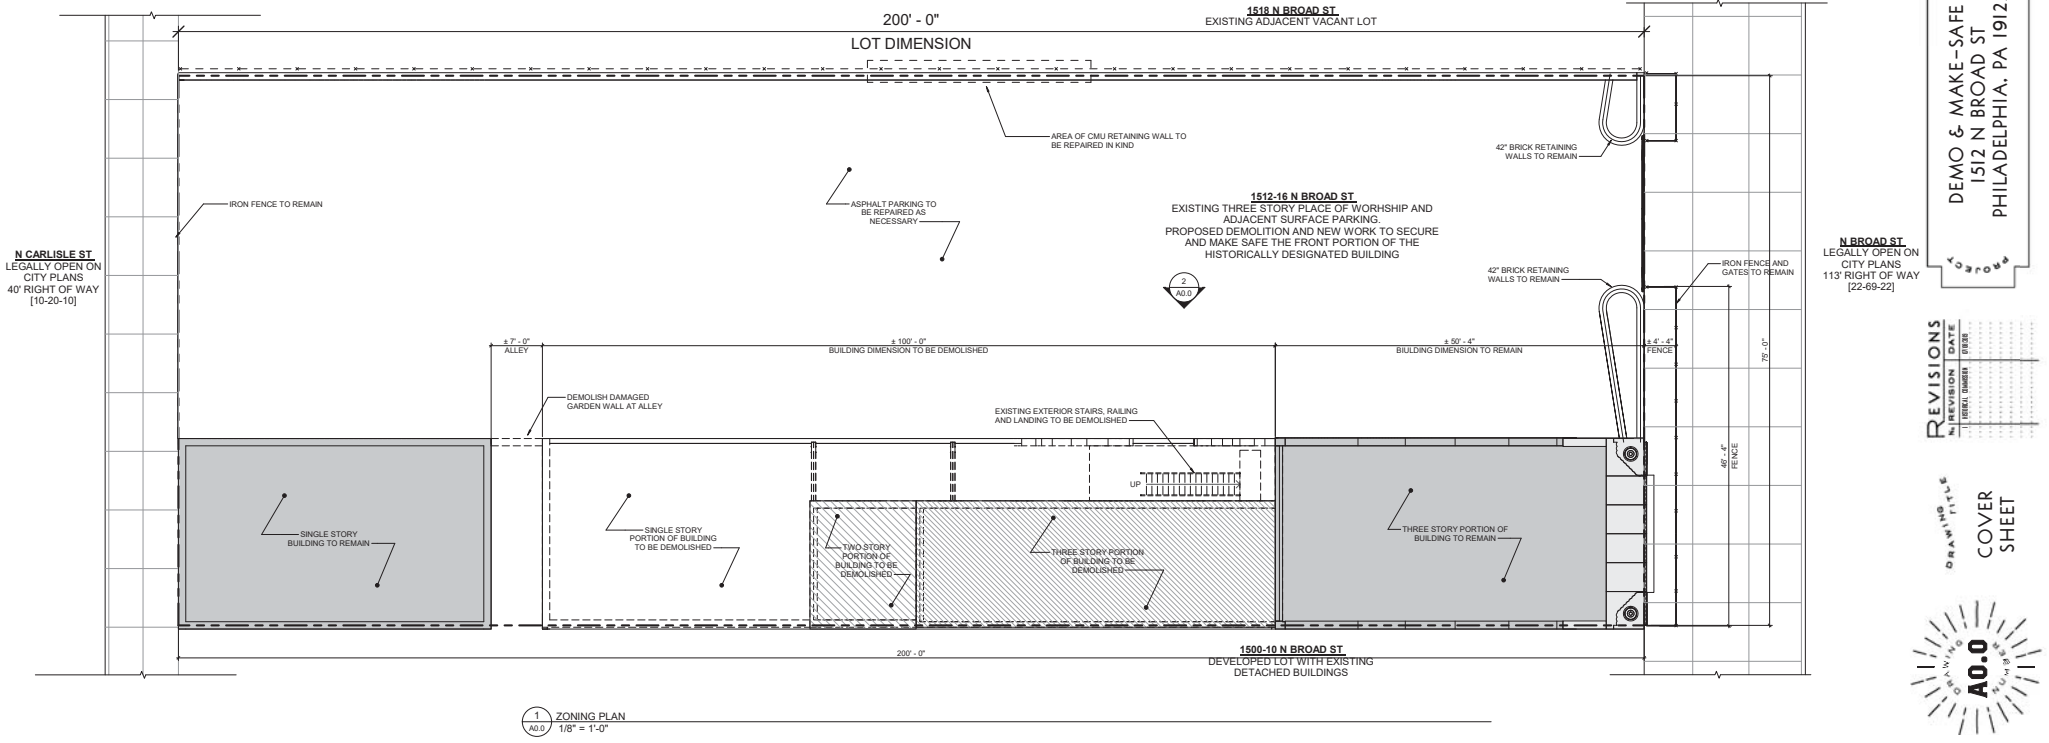 200' - 0"
LOT DIMENSION
1518 N BROAD ST
EXISTING ADJACENT VACANT LOT
AREA OF CMU RETAINING WALL TO
BE REPAIRED IN KIND
42" BRICK RETAINING
WALLS TO REMAIN
IRON FENCE TO REMAIN
ASPHALT PARKING TO
BE REPAIRED AS
NECESSARY
1512-16 N BROAD ST
EXISTING THREE STORY PLACE OF WORHSHIP AND
ADJACENT SURFACE PARKING.
PROPOSED DEMOLITION AND NEW WORK TO SECURE
AND MAKE SAFE THE FRONT PORTION OF THE
HISTORICALLY DESIGNATED BUILDING
N CARLISLE ST
LEGALLY OPEN ON
CITY PLANS
40' RIGHT OF WAY
[10-20-10]
N BROAD ST
LEGALLY OPEN ON
CITY PLANS
113' RIGHT OF WAY
[22-69-22]
IRON FENCE AND
GATES TO REMAIN
42" BRICK RETAINING
WALLS TO REMAIN
2
A0.0
± 7' - 0"
ALLEY
± 100' - 0"
BUILDING DIMENSION TO BE DEMOLISHED
± 50' - 4"
BIULDING DIMENSION TO REMAIN
± 4' - 4"
FENCE
75' - 0"
46' - 4"
FENCE
DEMOLISH DAMAGED
GARDEN WALL AT ALLEY
EXISTING EXTERIOR STAIRS, RAILING
AND LANDING TO BE DEMOLISHED
UP
SINGLE STORY
BUILDING TO REMAIN
SINGLE STORY
PORTION OF BUILDING
TO BE DEMOLISHED
TWO STORY
PORTION OF
BUILDING TO BE
DEMOLISHED
THREE STORY PORTION
OF BUILDING TO BE
DEMOLISHED
THREE STORY PORTION OF
BUILDING TO REMAIN
200' - 0"
1500-10 N BROAD ST
DEVELOPED LOT WITH EXISTING
DETACHED BUILDINGS
1
A0.0
ZONING PLAN
1/8" = 1'-0"
DEMO & MAKE-SAFE
1512 N BROAD ST
PHILADELPHIA, PA 1912
PROJECT
REVISIONS
No REVISION DATE
1
DRAWING TITLE
COVER
SHEET
DRAWING NUMBER
A0.0